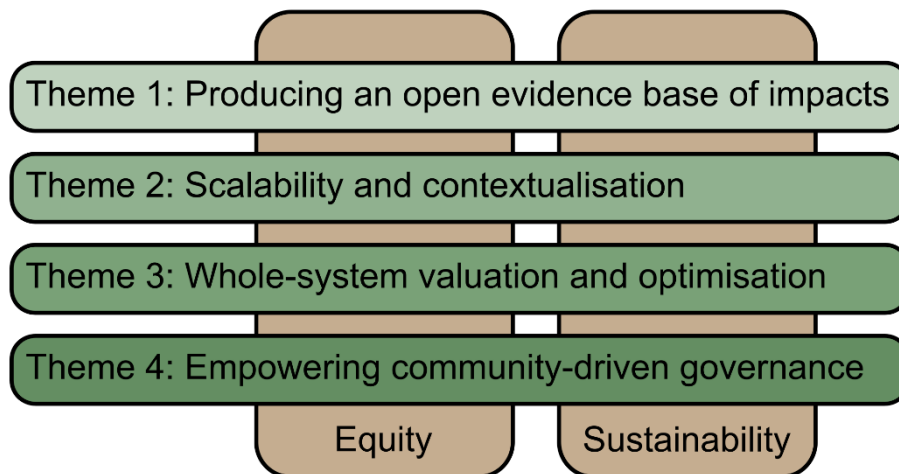 Theme 1: Producing an open evidence base of impacts
Theme 2: Scalability and contextualisation
Theme 3: Whole-system valuation and optimisation
Theme 4: Empowering community-driven governance
Equity
Sustainability